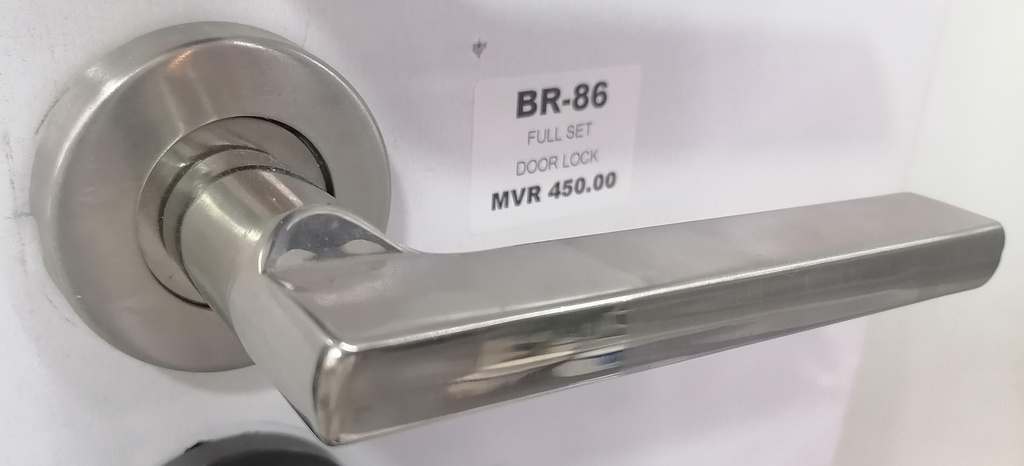 BR-86
FULL SET
DOOR LOCK
MVR 450.00